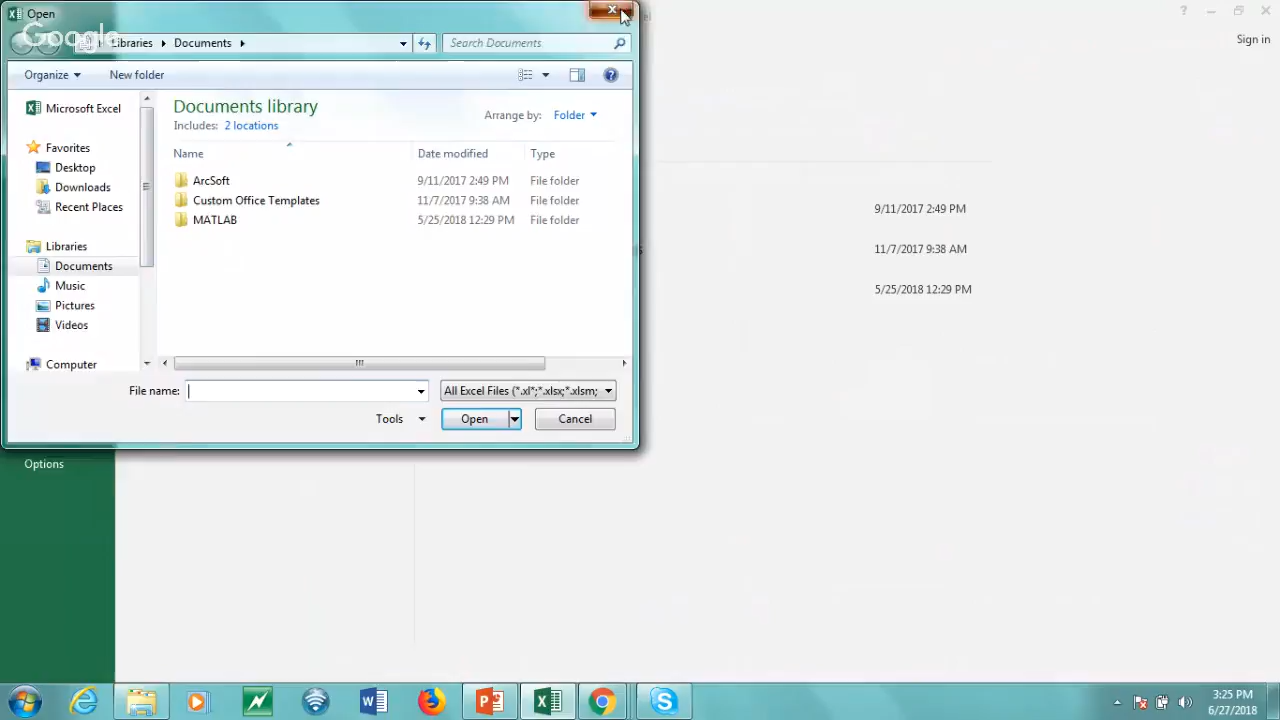 Open
Google
Libraries Documents
Search Documents
Sign in
Organize
New folder
Microsoft Excel
Favorites
Desktop
Downloads
Recent Places
Libraries
Documents
Music
Pictures
Videos
Computer
Documents library
Includes: 2 locations
Arrange by: Folder
Name Date modified Type
ArcSoft 9/11/2017 2:49 PM File folder
Custom Office Templates 11/7/2017 9:38 AM File folder
MATLAB 5/25/2018 12:29 PM File folder
9/11/2017 2:49 PM
11/7/2017 9:38 AM
5/25/2018 12:29 PM
File name:
All Excel Files (*.xl*;*.xlsx;*.xlsm;
Tools
Open
Cancel
Options
3:25 PM
6/27/2018